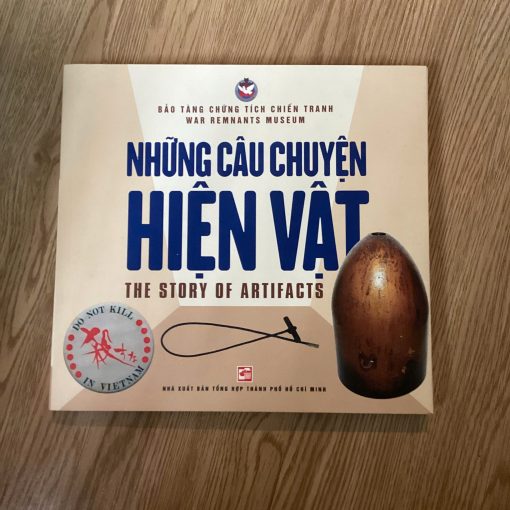 BẢO TÀNG CHỨNG TÍCH CHIẾN TRANH
WAR REMNANTS MUSEUM
NHỮNG CÂU CHUYỆN
HIỆN VẬT
THE STORY OF ARTIFACTS
DO NOT KILL
IN VIETNAM
NHÀ XUẤT BẢN TỔNG HỢP THÀNH PHỐ HỒ CHÍ MINH